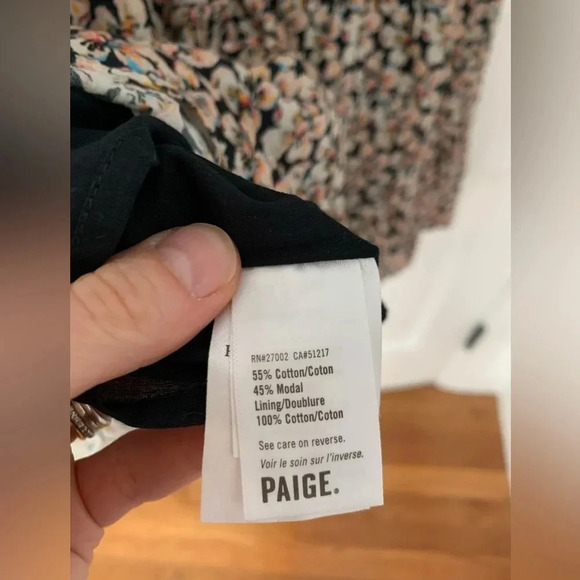 RN#27002 CA#51217
55% Cotton/Coton
45% Modal
Lining/Doublure
100% Cotton/Coton
See care on reverse.
Voir le soin sur l'inverse.
PAIGE.